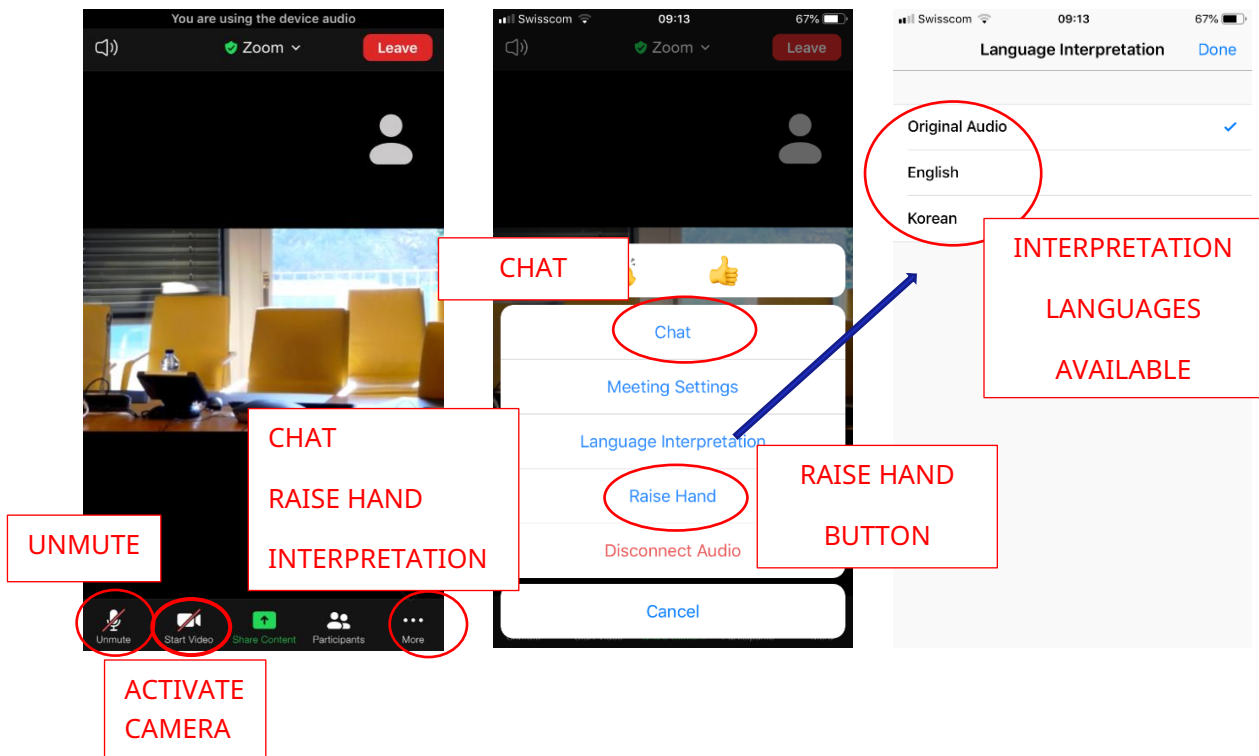 You are using the device audio
Zoom
Leave
CHAT
RAISE HAND
INTERPRETATION
UNMUTE
Unmute
Start Video
Share Content
Participants
More
ACTIVATE
CAMERA
Swisscom
09:13
67%
Zoom
Leave
CHAT
Chat
Meeting Settings
Language Interpretation
Raise Hand
Disconnect Audio
Cancel
RAISE HAND
BUTTON
Swisscom
09:13
67%
Language Interpretation
Done
Original Audio
English
Korean
INTERPRETATION
LANGUAGES
AVAILABLE